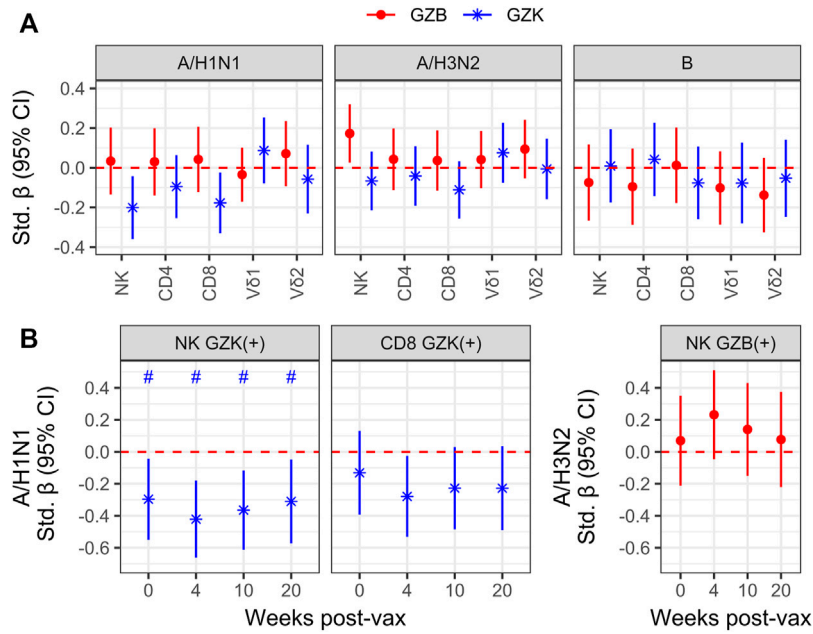 A
GZB GZK
A/H1N1 A/H3N2 B
Std. β (95% CI)
0.4
0.2
0.0
-0.2
-0.4
NK CD4 CD8 Vδ1 Vδ2 NK CD4 CD8 Vδ1 Vδ2 NK CD4 CD8 Vδ1 Vδ2
B
NK GZK(+) CD8 GZK(+) NK GZB(+)
# # # #
A/H1N1
Std. β (95% CI)
0.4
0.2
0.0
-0.2
-0.4
-0.6
A/H3N2
Std. β (95% CI)
0.4
0.2
0.0
-0.2
-0.4
-0.6
0 4 10 20 0 4 10 20 0 4 10 20
Weeks post-vax Weeks post-vax